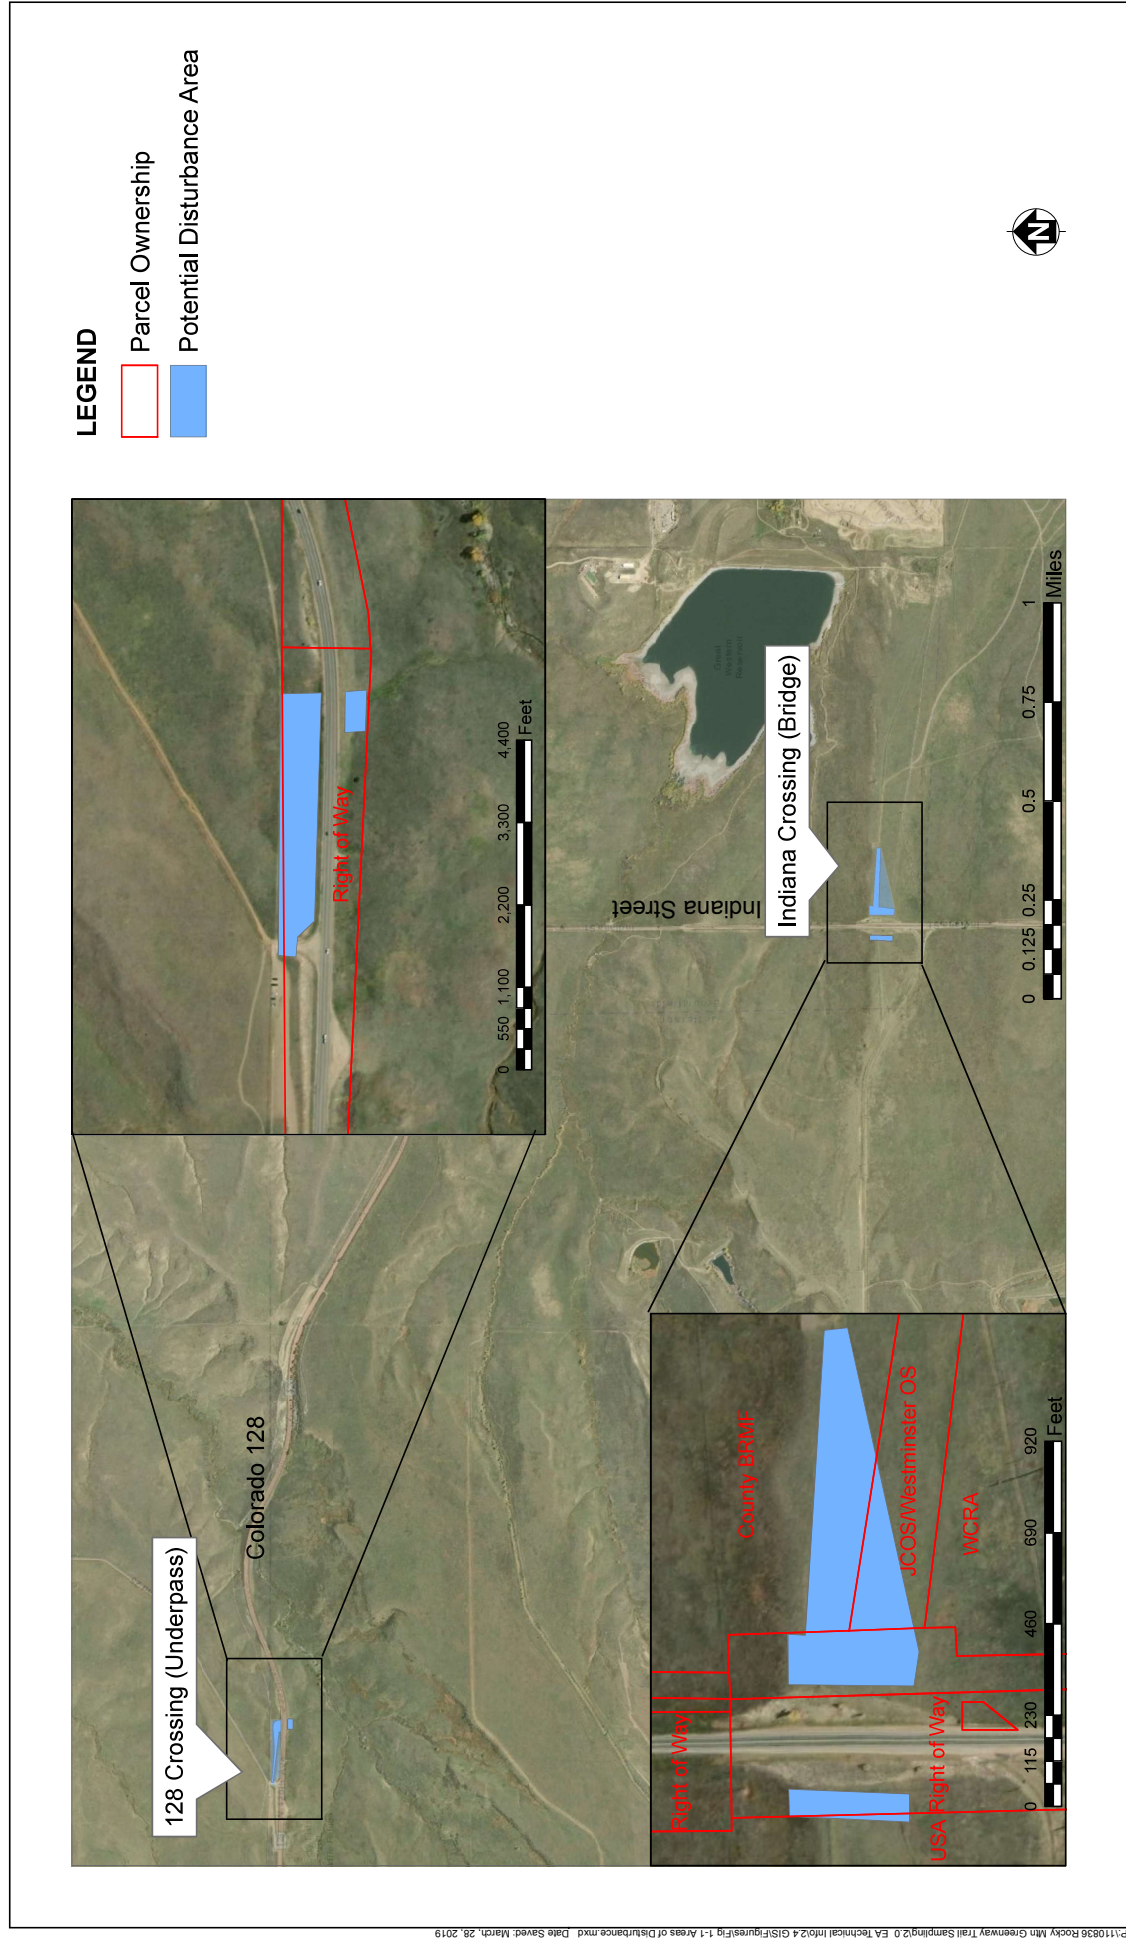 LEGEND
Parcel Ownership
Potential Disturbance Area
N
128 Crossing (Underpass)
Colorado 128
Right of Way
0 550 1,100 2,200 3,300 4,400
Feet
Indiana Street
Great
Western
Reservoir
Indiana Crossing (Bridge)
0 0.125 0.25 0.5 0.75 1
Miles
Right of Way
USA Right of Way
County BRMF
JCOS/Westminster OS
WCRA
0 115 230 460 690 920
Feet
P:\110836 Rocky Mtn Greenway Trail Sampling\2.0 EA Technical Info\2.4 GIS\Figures\Fig 1-1 Areas of Disturbance.mxd Date Saved: March, 28, 2019